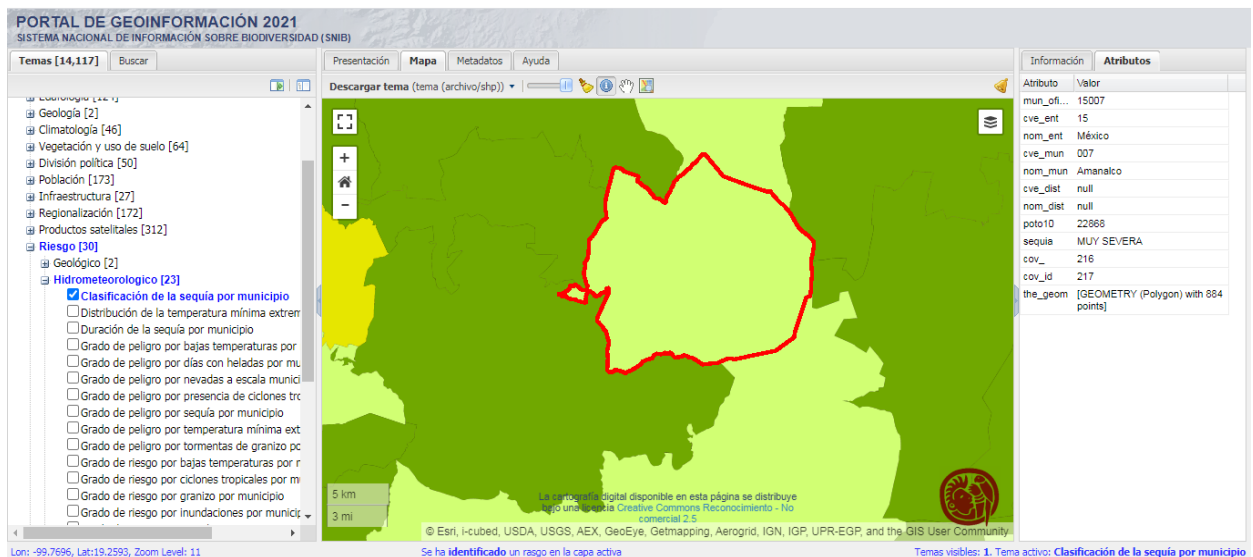 PORTAL DE GEOINFORMACIÓN 2021
SISTEMA NACIONAL DE INFORMACIÓN SOBRE BIODIVERSIDAD (SNIB)
Temas [14,117] Buscar
Presentación Mapa Metadatos Ayuda
Información Atributos
Descargar tema (tema (archivo/shp))
Geología [2]
Climatología [46]
Vegetación y uso de suelo [64]
División política [50]
Población [173]
Infraestructura [27]
Regionalización [172]
Productos satelitales [312]
Riesgo [30]
Geológico [2]
Hidrometeorologico [23]
Clasificación de la sequía por municipio
Distribución de la temperatura mínima extrem
Duración de la sequía por municipio
Grado de peligro por bajas temperaturas por
Grado de peligro por días con heladas por mu
Grado de peligro por nevadas a escala munici
Grado de peligro por presencia de ciclones tro
Grado de peligro por sequía por municipio
Grado de peligro por temperatura mínima ext
Grado de peligro por tormentas de granizo po
Grado de riesgo por bajas temperaturas por r
Grado de riesgo por ciclones tropicales por m
Grado de riesgo por granizo por municipio
Grado de riesgo por inundaciones por municip
+
−
5 km
3 mi
La cartografía digital disponible en esta página se distribuye
bajo una licencia Creative Commons Reconocimiento - No
comercial 2.5
© Esri, i-cubed, USDA, USGS, AEX, GeoEye, Getmapping, Aerogrid, IGN, IGP, UPR-EGP, and the GIS User Community
Atributo Valor
mun_ofi... 15007
cve_ent 15
nom_ent México
cve_mun 007
nom_mun Amanalco
cve_dist null
nom_dist null
poto10 22868
sequia MUY SEVERA
cov_ 216
cov_id 217
the_geom [GEOMETRY (Polygon) with 884
points]
Lon: -99.7696, Lat:19.2593, Zoom Level: 11
Se ha identificado un rasgo en la capa activa
Temas visibles: 1. Tema activo: Clasificación de la sequía por municipio